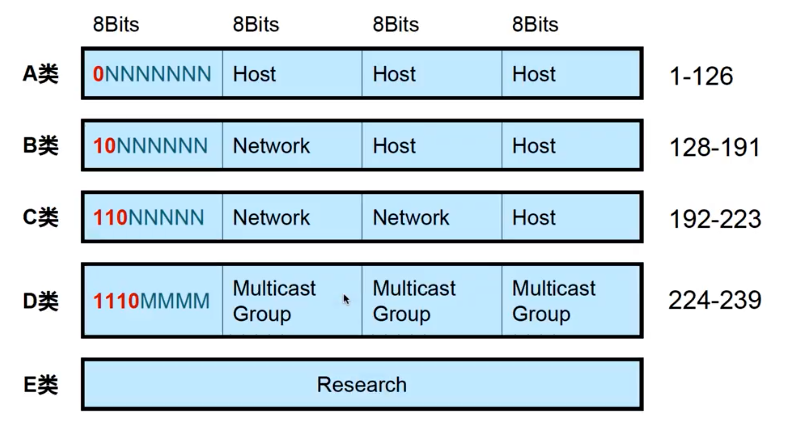 8Bits 8Bits 8Bits 8Bits
A类 0NNNNNNN Host Host Host 1-126
B类 10NNNNNN Network Host Host 128-191
C类 110NNNNN Network Network Host 192-223
D类 1110MMMM Multicast Group Multicast Group Multicast Group 224-239
E类 Research